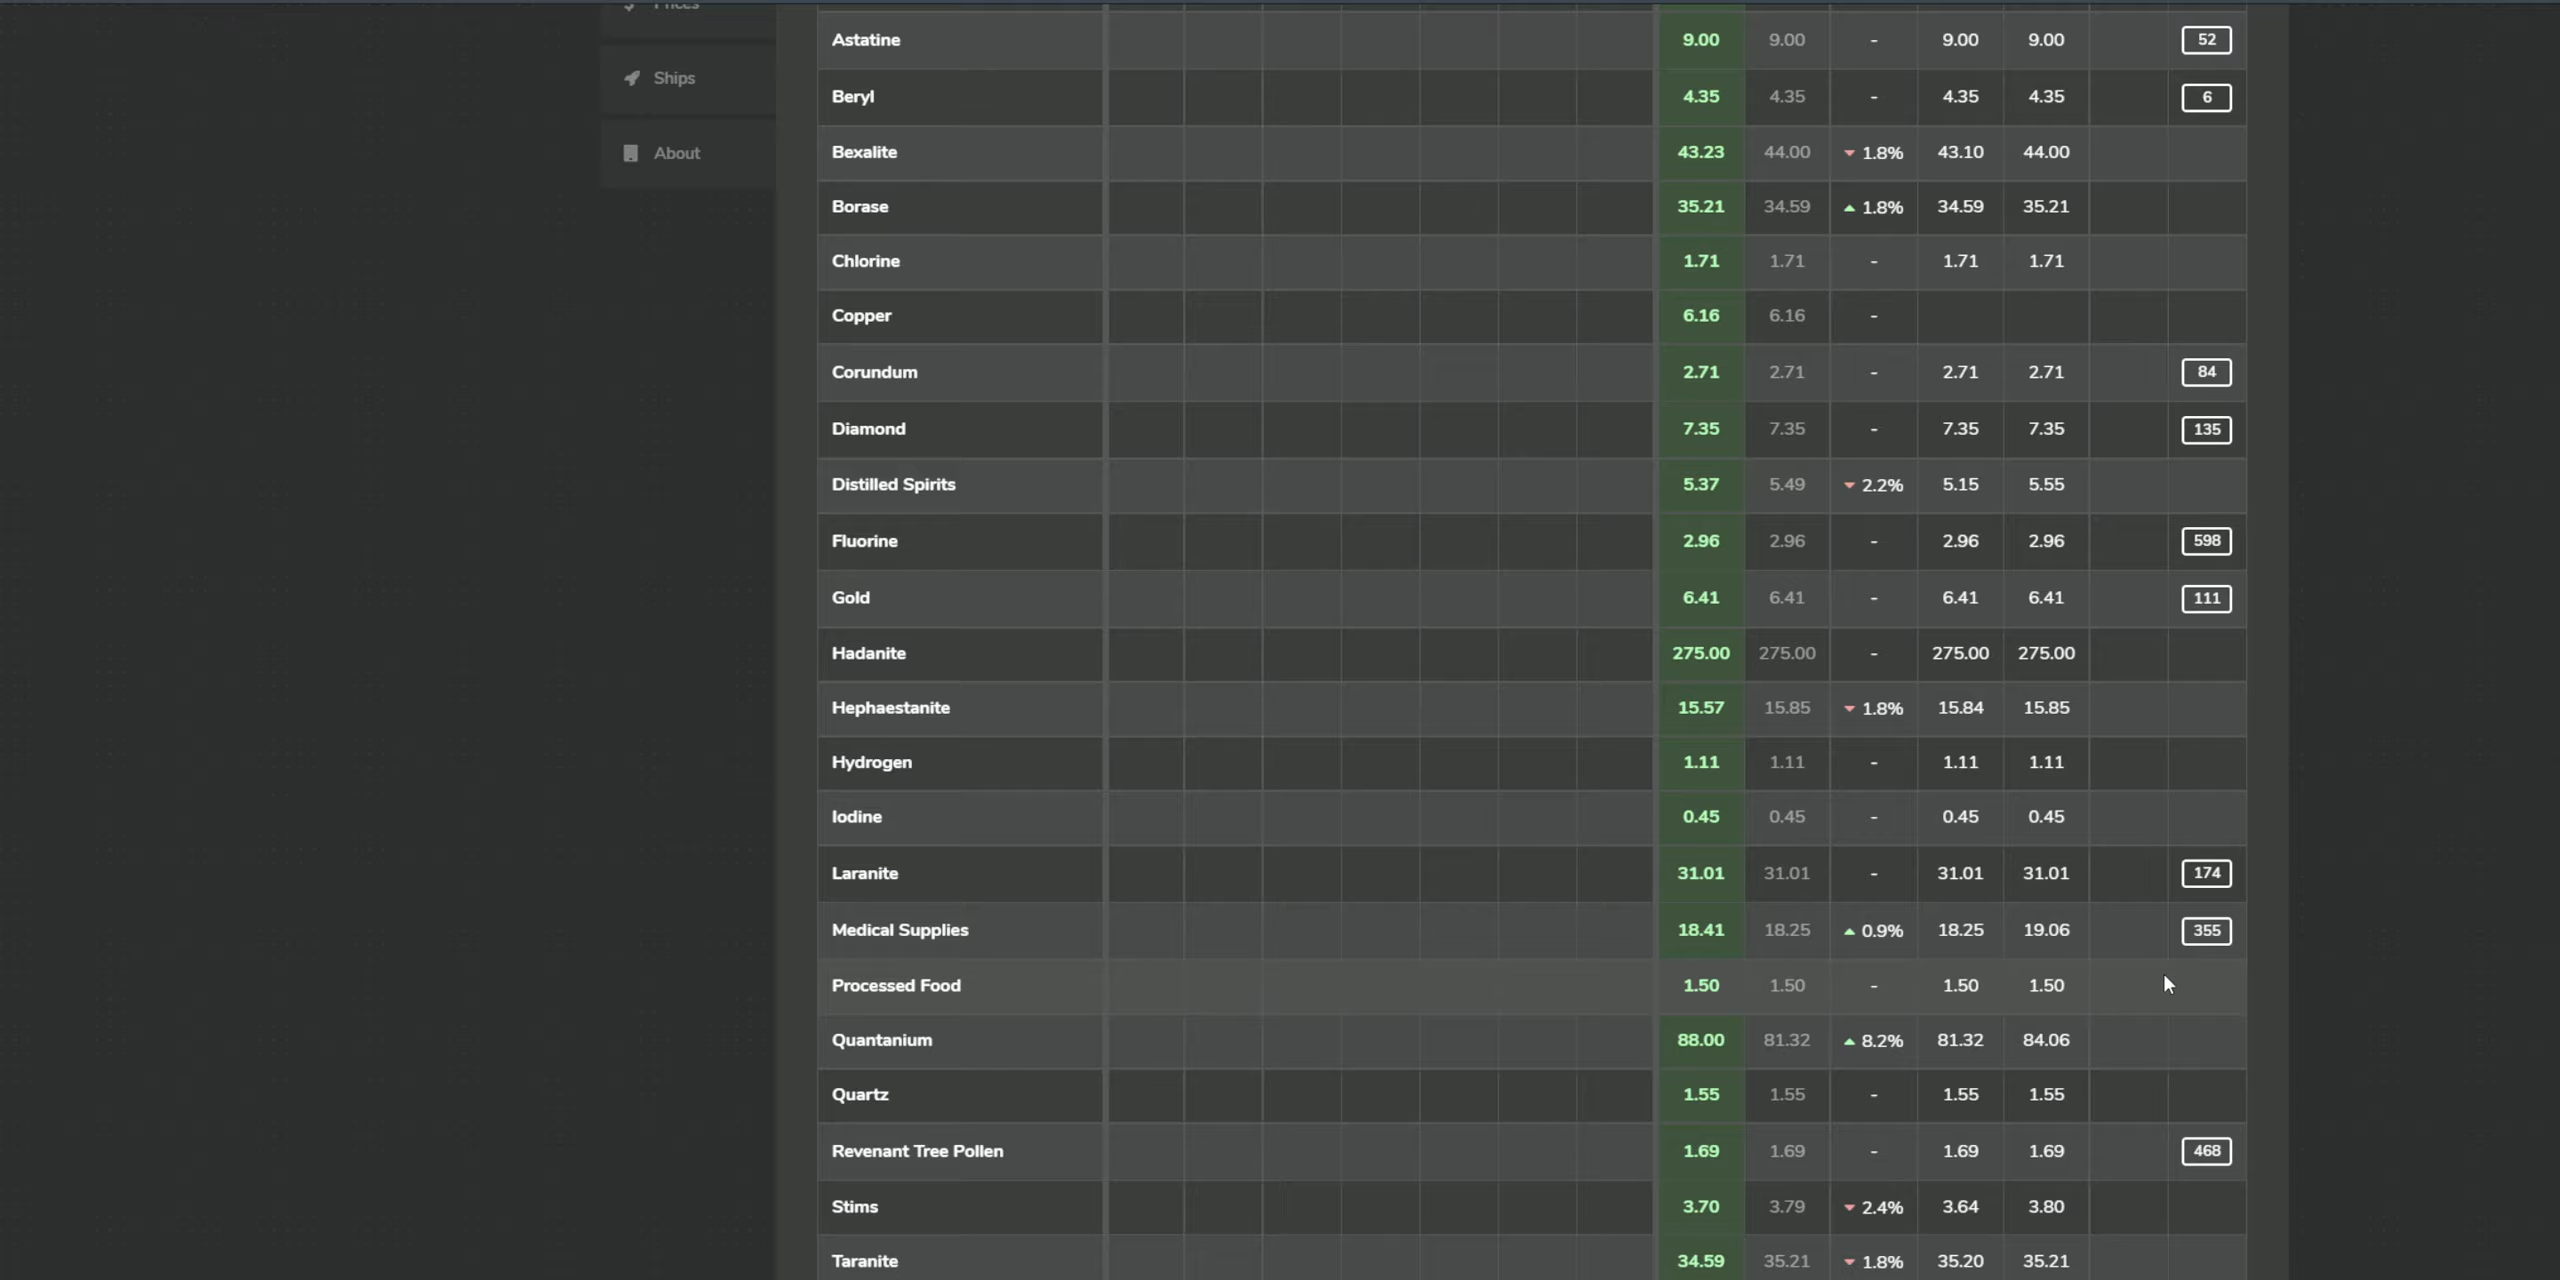 Prices
Ships
About
Astatine 9.00 9.00 - 9.00 9.00 52
Beryl 4.35 4.35 - 4.35 4.35 6
Bexalite 43.23 44.00 1.8% 43.10 44.00
Borase 35.21 34.59 1.8% 34.59 35.21
Chlorine 1.71 1.71 - 1.71 1.71
Copper 6.16 6.16 -
Corundum 2.71 2.71 - 2.71 2.71 84
Diamond 7.35 7.35 - 7.35 7.35 135
Distilled Spirits 5.37 5.49 2.2% 5.15 5.55
Fluorine 2.96 2.96 - 2.96 2.96 598
Gold 6.41 6.41 - 6.41 6.41 111
Hadanite 275.00 275.00 - 275.00 275.00
Hephaestanite 15.57 15.85 1.8% 15.84 15.85
Hydrogen 1.11 1.11 - 1.11 1.11
Iodine 0.45 0.45 - 0.45 0.45
Laranite 31.01 31.01 - 31.01 31.01 174
Medical Supplies 18.41 18.25 0.9% 18.25 19.06 355
Processed Food 1.50 1.50 - 1.50 1.50
Quantanium 88.00 81.32 8.2% 81.32 84.06
Quartz 1.55 1.55 - 1.55 1.55
Revenant Tree Pollen 1.69 1.69 - 1.69 1.69 468
Stims 3.70 3.79 2.4% 3.64 3.80
Taranite 34.59 35.21 1.8% 35.20 35.21